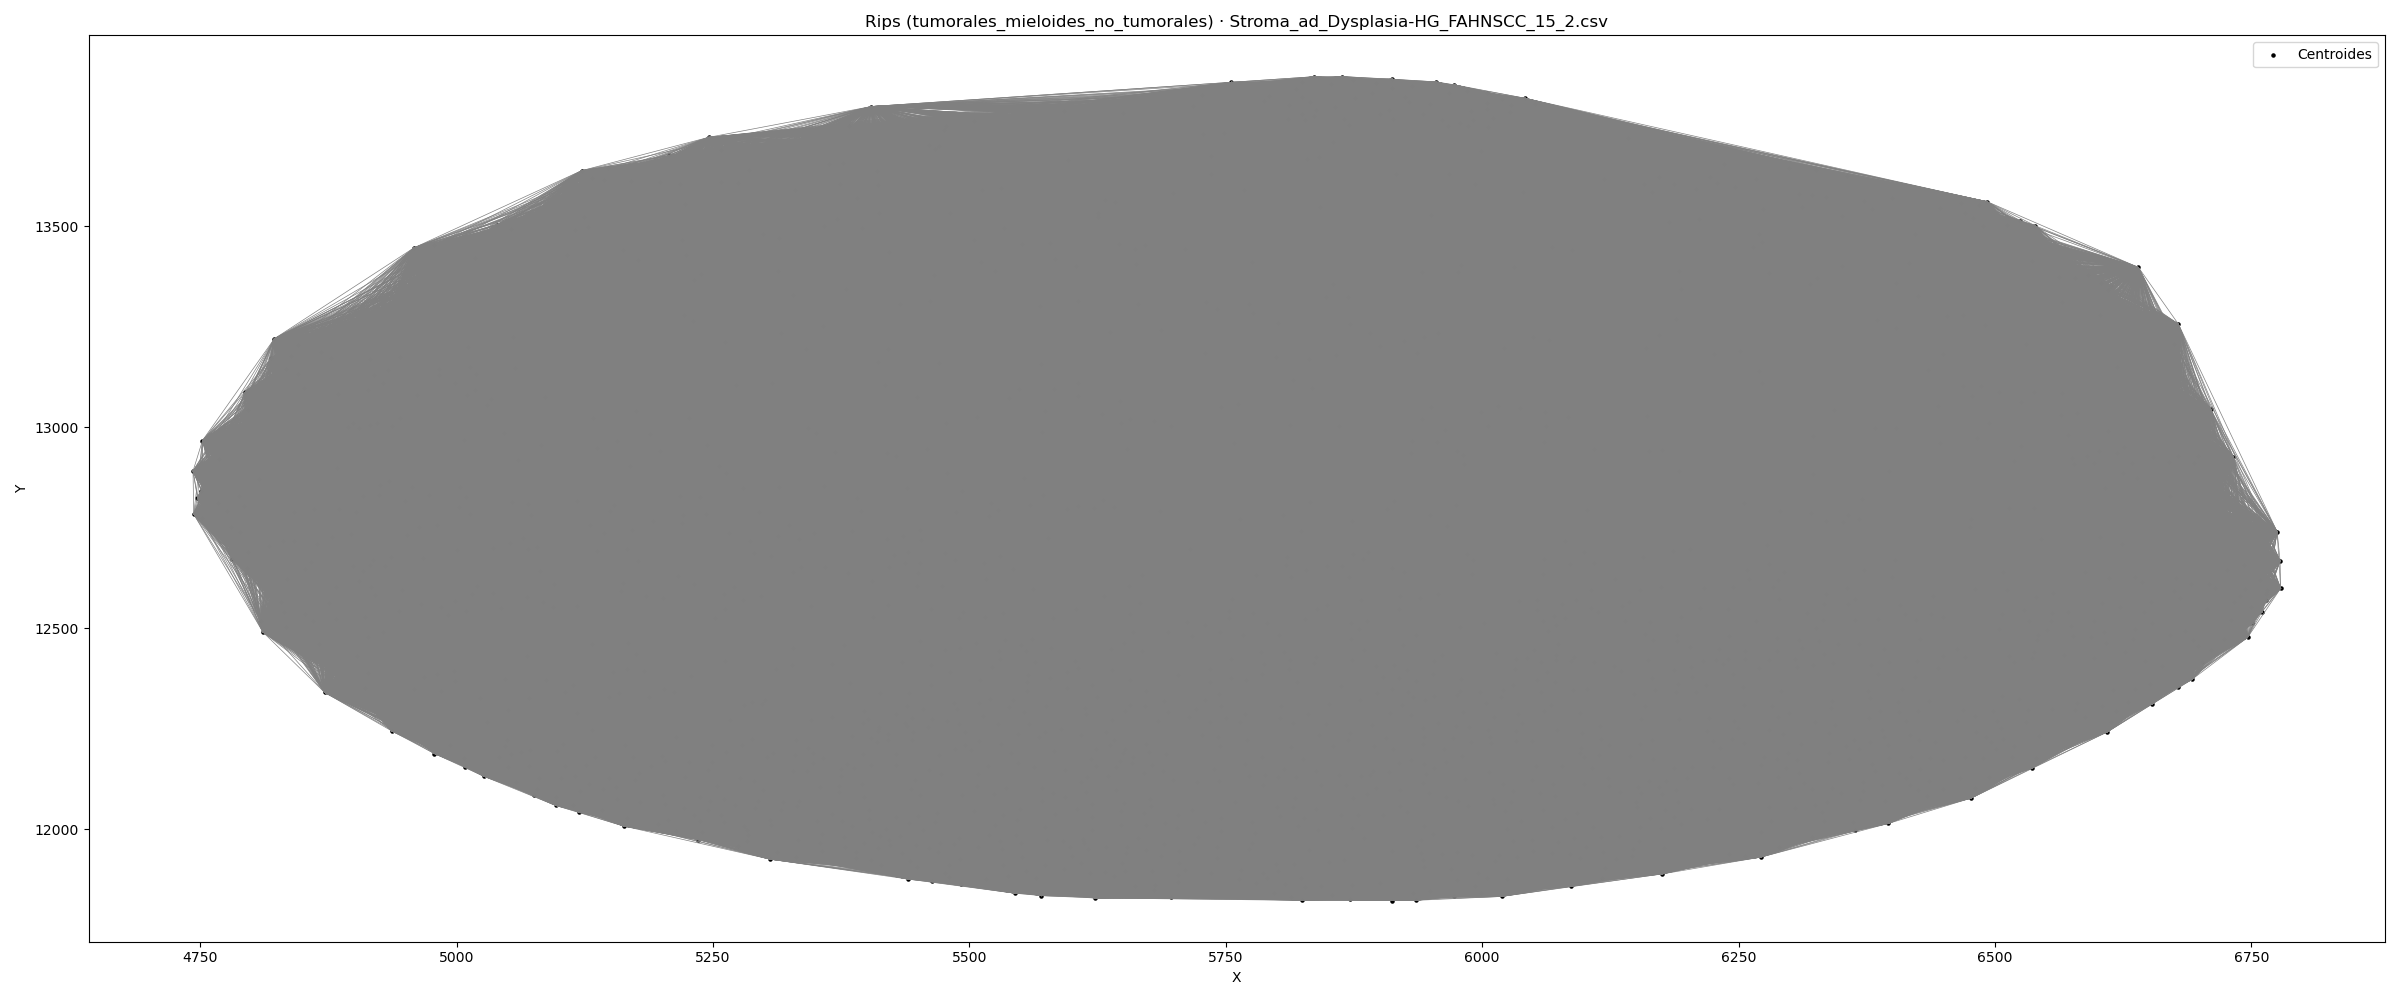 Rips (tumorales_mieloides_no_tumorales) · Stroma_ad_Dysplasia-HG_FAHNSCC_15_2.csv
Centroides
13500
13000
12500
12000
Y
4750 5000 5250 5500 5750 6000 6250 6500 6750
X